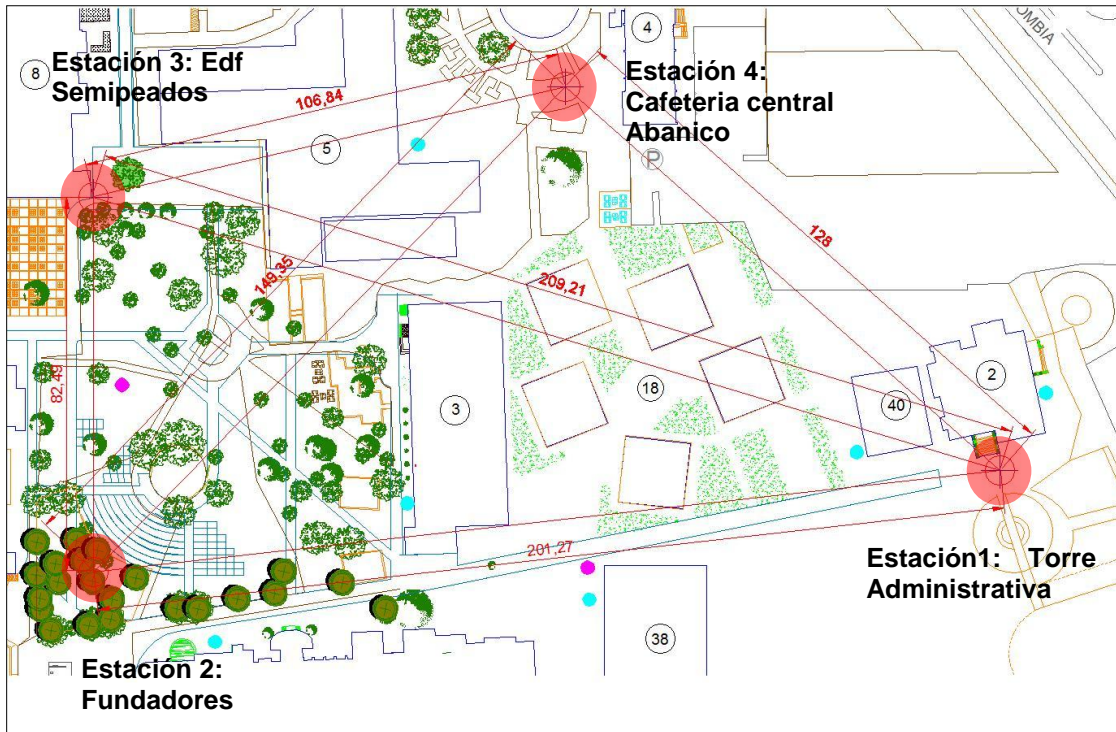 OMBIA
4
Estación 3: Edf
Semipeados
8
Estación 4:
Cafeteria central
Abanico
106,84
5
P
128
149,35
209,21
82,49
2
18
40
3
201,27
Estación1: Torre
Administrativa
38
Estación 2:
Fundadores